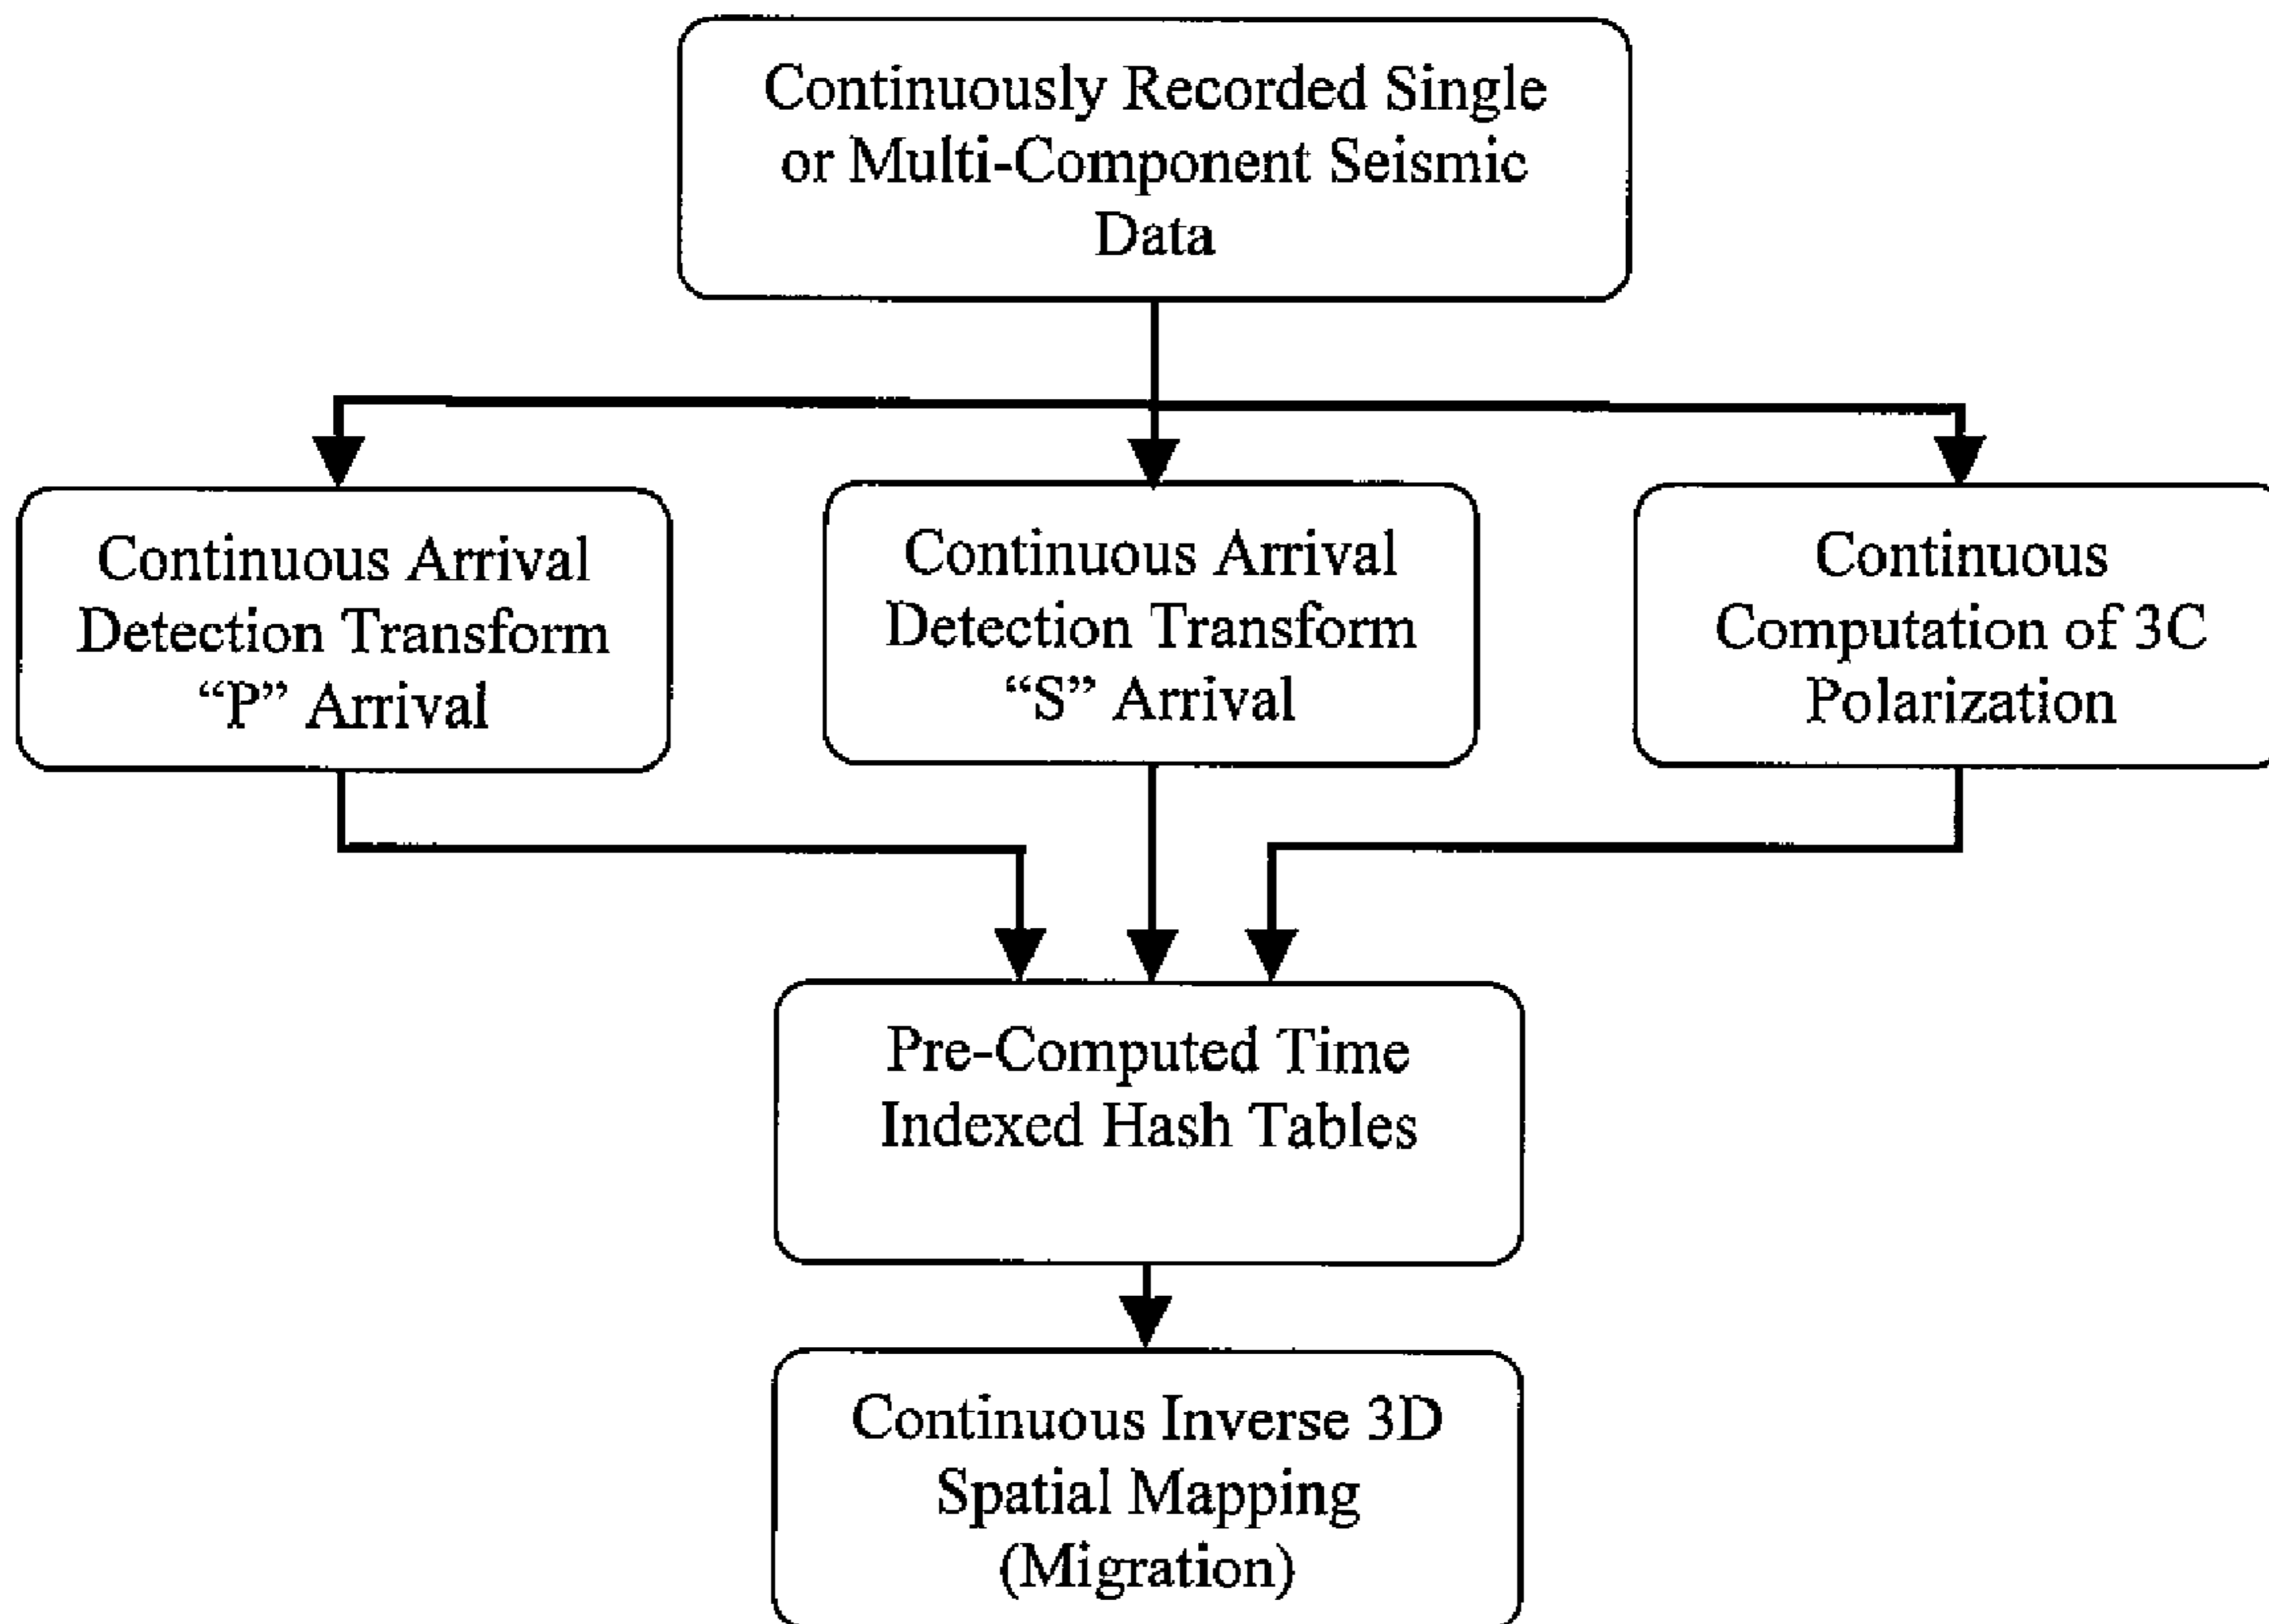 Continuously Recorded Single
or Multi-Component Seismic
Data
Continuous Arrival
Detection Transform
“P” Arrival
Continuous Arrival
Detection Transform
“S” Arrival
Continuous
Computation of 3C
Polarization
Pre-Computed Time
Indexed Hash Tables
Continuous Inverse 3D
Spatial Mapping
(Migration)